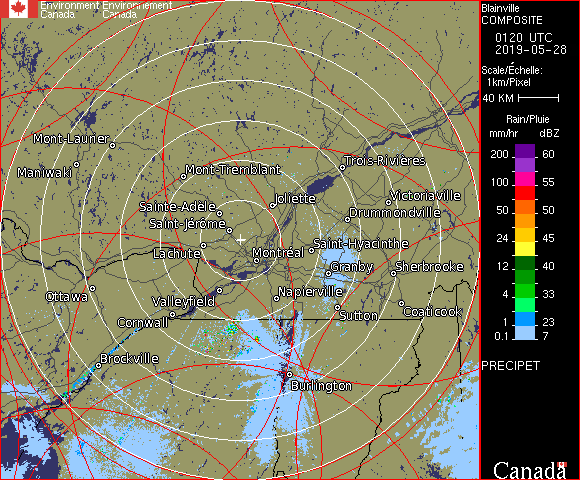 Environment Environnement
Canada Canada
Mont-Laurier
Maniwaki
Mont-Tremblant
Trois-Rivières
Sainte-Adèle
Joliette
Victoriaville
Saint-Jérôme
Drummondville
Lachute
Montréal
Saint-Hyacinthe
Granby
Sherbrooke
Ottawa
Valleyfield
Napierville
Cornwall
Sutton
Coaticook
Brockville
Burlington
Blainville
COMPOSITE
0120 UTC
2019-05-28
Scale/Échelle:
1km/Pixel
40 KM
Rain/Pluie
mm/hr dBZ
200 60
100 55
50 50
24 45
12 40
4 33
1 23
0.1 7
PRECIPET
Canada